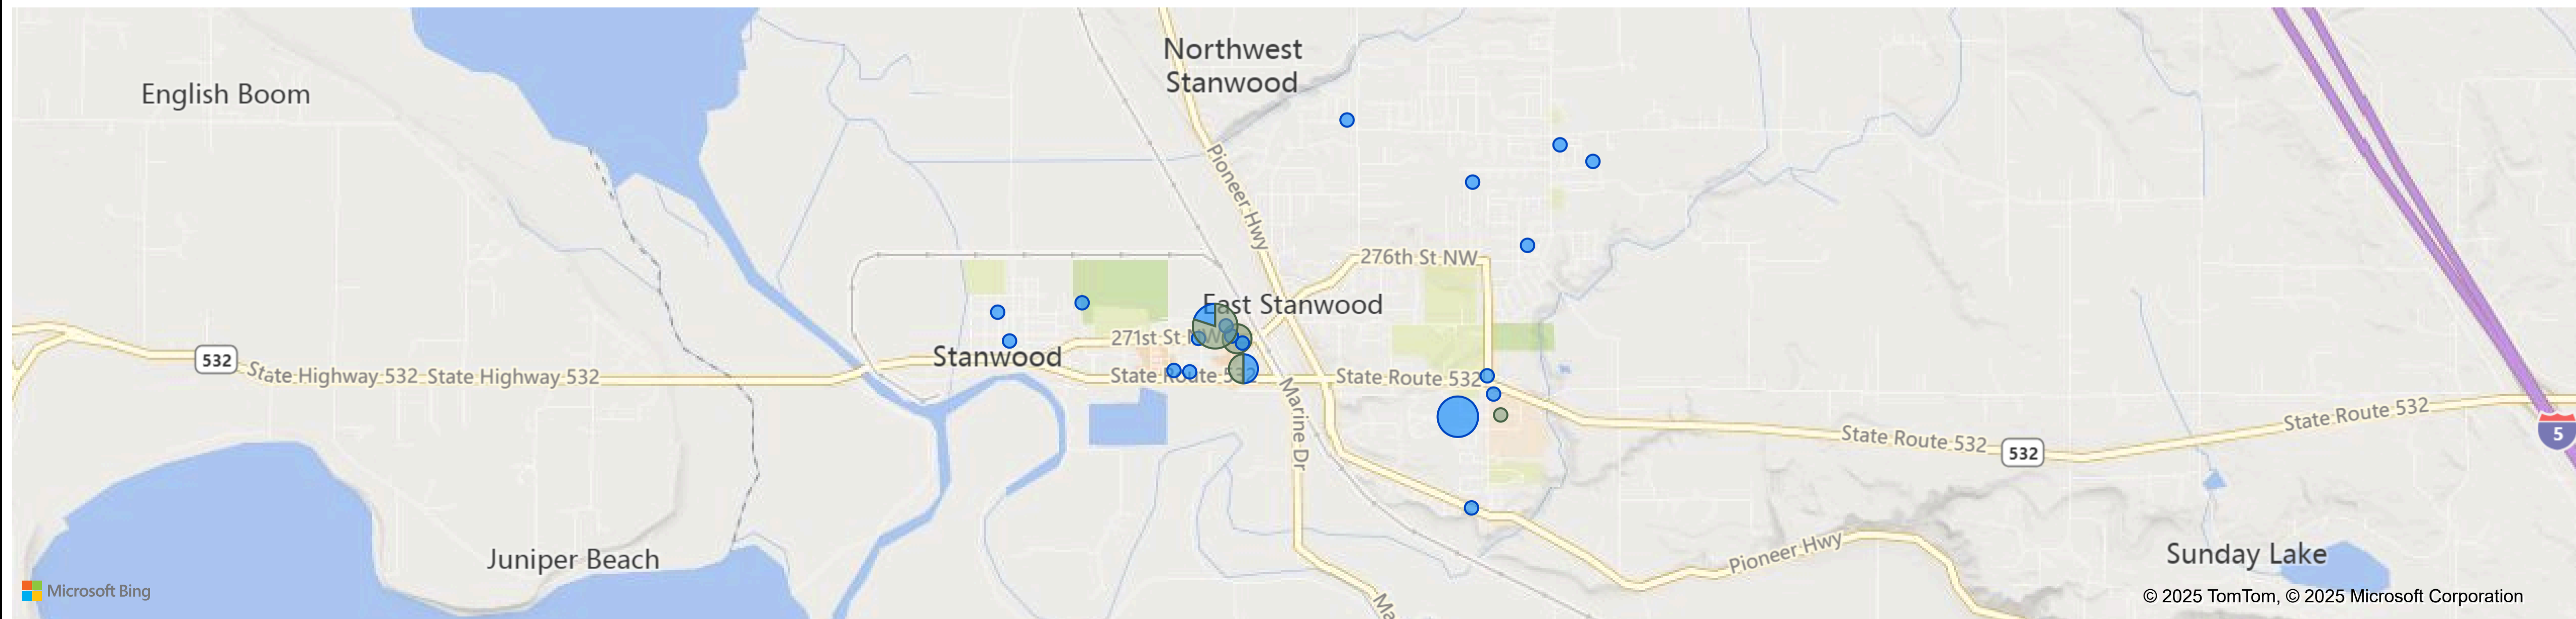 Northwest
Stanwood
English Boom
Pioneer Hwy
276th St NW
East Stanwood
271st St NW
Stanwood
532
State Highway 532
State Highway 532
State Route 532
State Route 532
Marine Dr
State Route 532
532
State Route 532
5
Juniper Beach
Pioneer Hwy
Sunday Lake
Microsoft Bing
Ma
© 2025 TomTom, © 2025 Microsoft Corporation